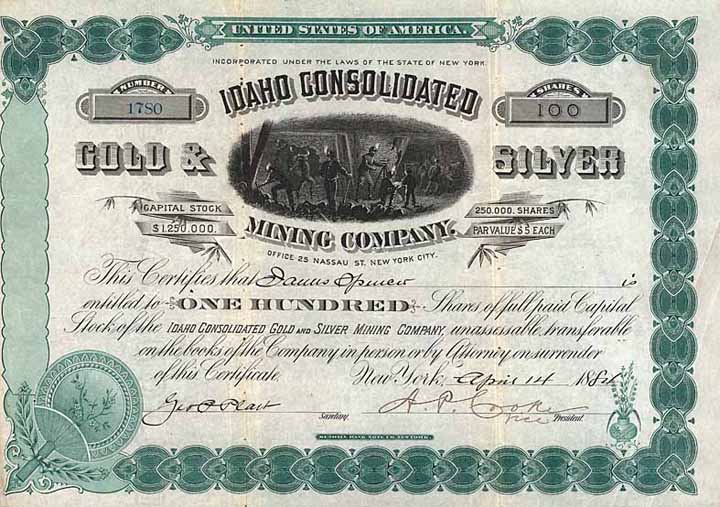 UNITED STATES OF AMERICA.
INCORPORATED UNDER THE LAWS OF THE STATE OF NEW YORK.
NUMBER
1780
IDAHO CONSOLIDATED
SHARES
100
GOLD & SILVER
CAPITAL STOCK
$1.250.000.
250.000. SHARES
PAR VALUE $5 EACH
MINING COMPANY.
OFFICE 25 NASSAU ST. NEW YORK CITY.
This Certifies that is
entitled to ONE HUNDRED Shares of full paid Capital
Stock of the IDAHO CONSOLIDATED GOLD AND SILVER MINING COMPANY, unassessable, transferable
on the books of the Company in person or by Attorney on surrender
of this Certificate. New York, April 14 188
Geo P Plast Secretary. A. P. Cooke Vice President.